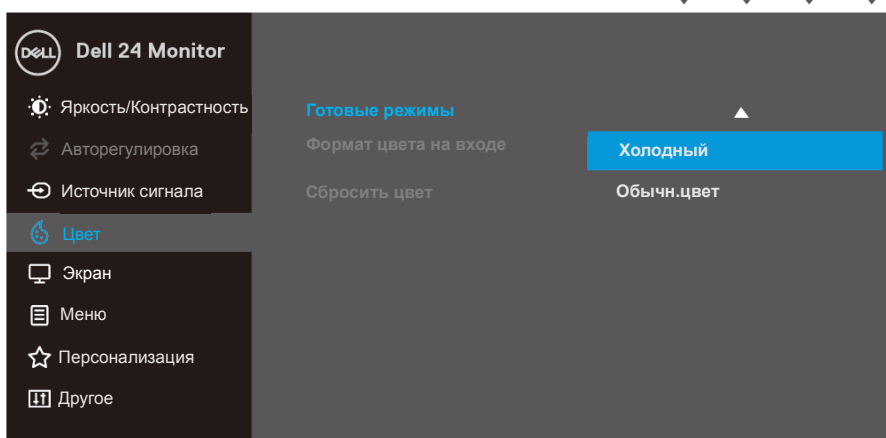 DELL Dell 24 Monitor
Яркость/Контрастность
Авторегулировка
Источник сигнала
Цвет
Экран
Меню
Персонализация
Другое
Готовые режимы
Формат цвета на входе
Сбросить цвет
Холодный
Обычн.цвет